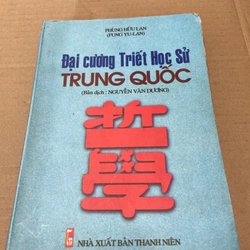 PHÙNG HỮU LAN
(FUNG YU-LAN)
Đại cương Triết Học Sử
TRUNG QUỐC
(Bản dịch: NGUYỄN VĂN DƯƠNG)
哲
學
NHÀ XUẤT BẢN THANH NIÊN